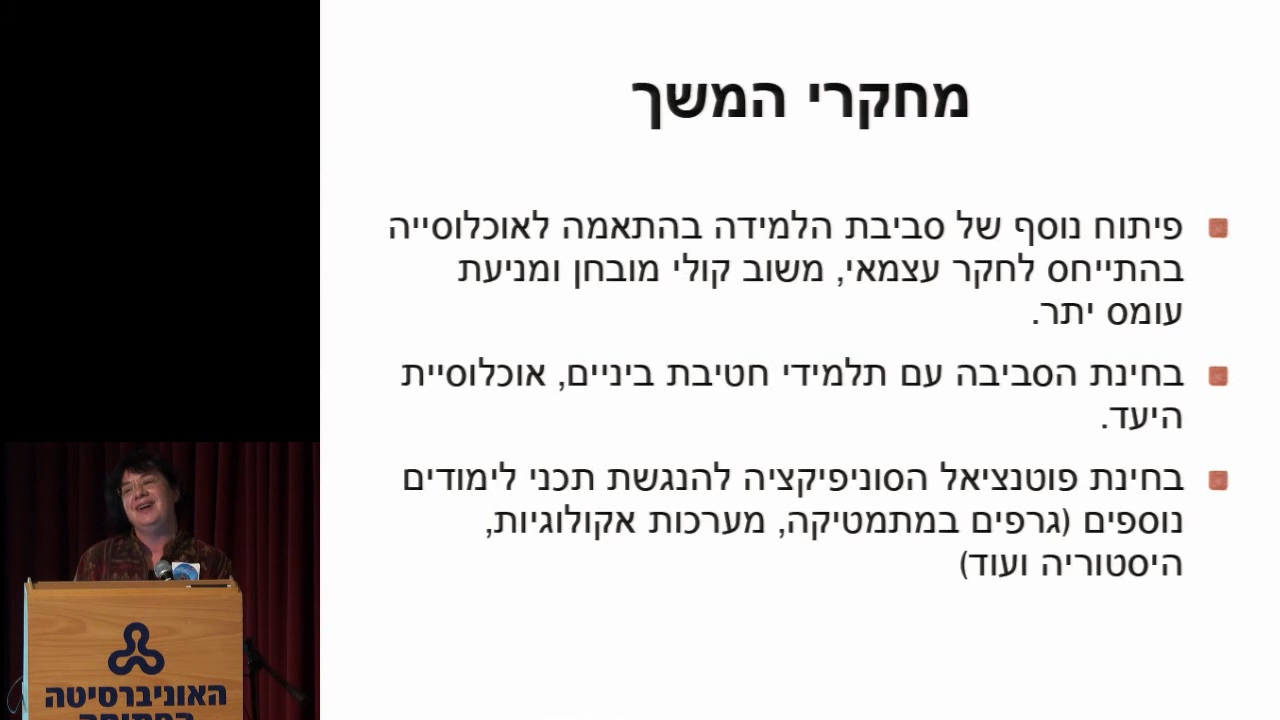 מחקרי המשך
פיתוח נוסף של סביבת הלמידה בהתאמה לאוכלוסייה
בהתייחס לחקר עצמאי, משוב קולי מובחן ומניעת
עומס יתר.
בחינת הסביבה עם תלמידי חטיבת ביניים, אוכלוסיית
היעד.
בחינת פוטנציאל הסוניפיקציה להנגשת תכני לימודים
נוספים (גרפים במתמטיקה, מערכות אקולוגיות,
היסטוריה ועוד)
האוניברסיטה